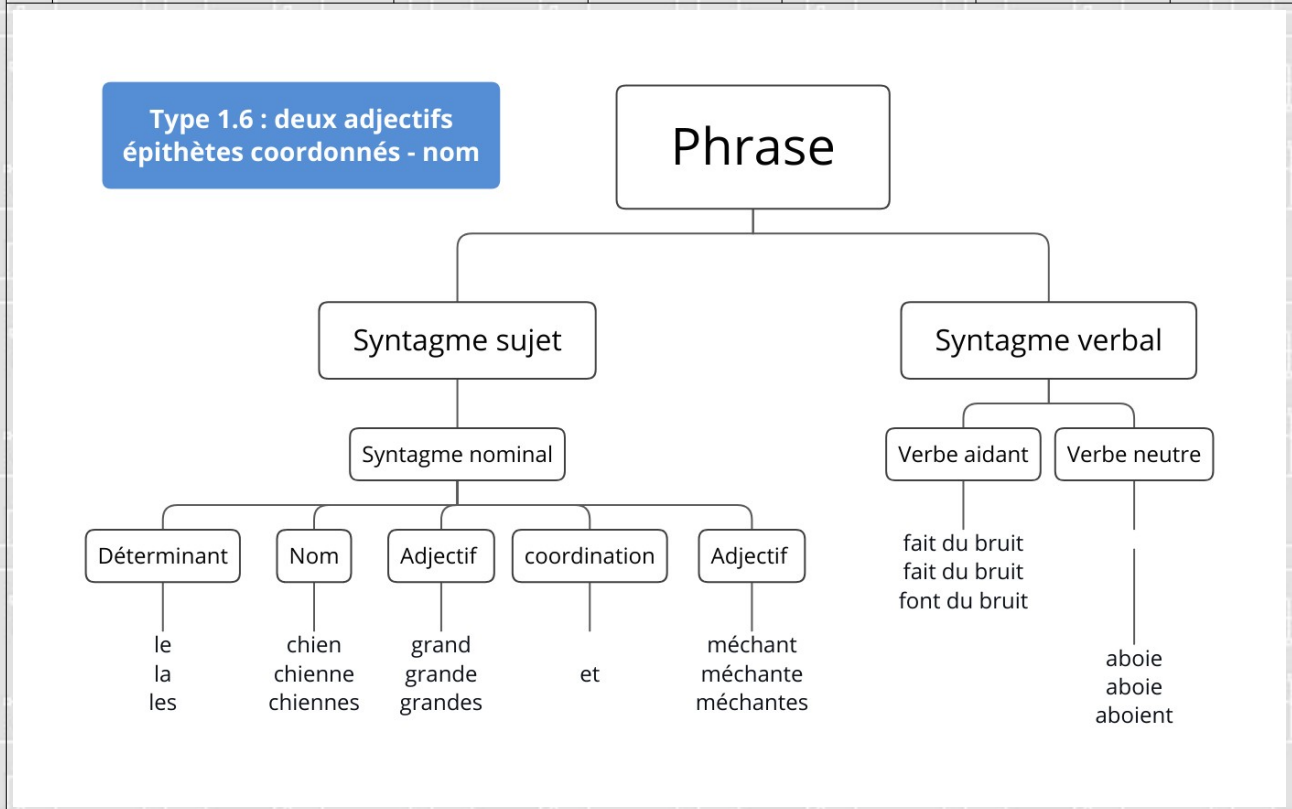 Type 1.6 : deux adjectifs
épithètes coordonnés - nom
Phrase
Syntagme sujet
Syntagme verbal
Syntagme nominal
Verbe aidant
Verbe neutre
Déterminant
Nom
Adjectif
coordination
Adjectif
fait du bruit
fait du bruit
font du bruit
le
la
les
chien
chienne
chiennes
grand
grande
grandes
et
méchant
méchante
méchantes
aboie
aboie
aboient